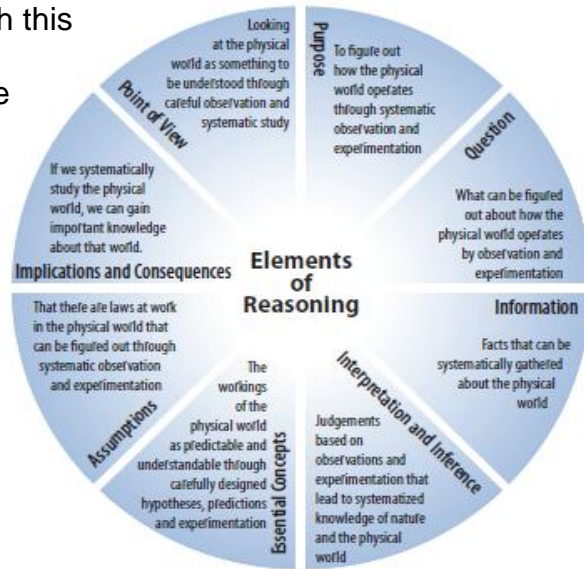 h this
e
Elements
of
Reasoning
Purpose
To figure out
how the physical
world operates
through systematic
observation and
experimentation
Question
What can be figured
out about how the
physical world operates
by observation and
experimentation
Information
Facts that can be
systematically gathered
about the physical
world
Interpretation and Inference
Judgements
based on
observations and
experimentation that
lead to systematized
knowledge of nature
and the physical
world
Essential Concepts
The
workings
of the
physical world
as predictable and
understandable through
carefully designed
hypotheses, predictions
and experimentation
Assumptions
That there are laws at work
in the physical world that
can be figured out through
systematic observation
and experimentation
Implications and Consequences
If we systematically
study the physical
world, we can gain
important knowledge
about that world.
Point of View
Looking
at the physical
world as something to
be understood through
careful observation and
systematic study